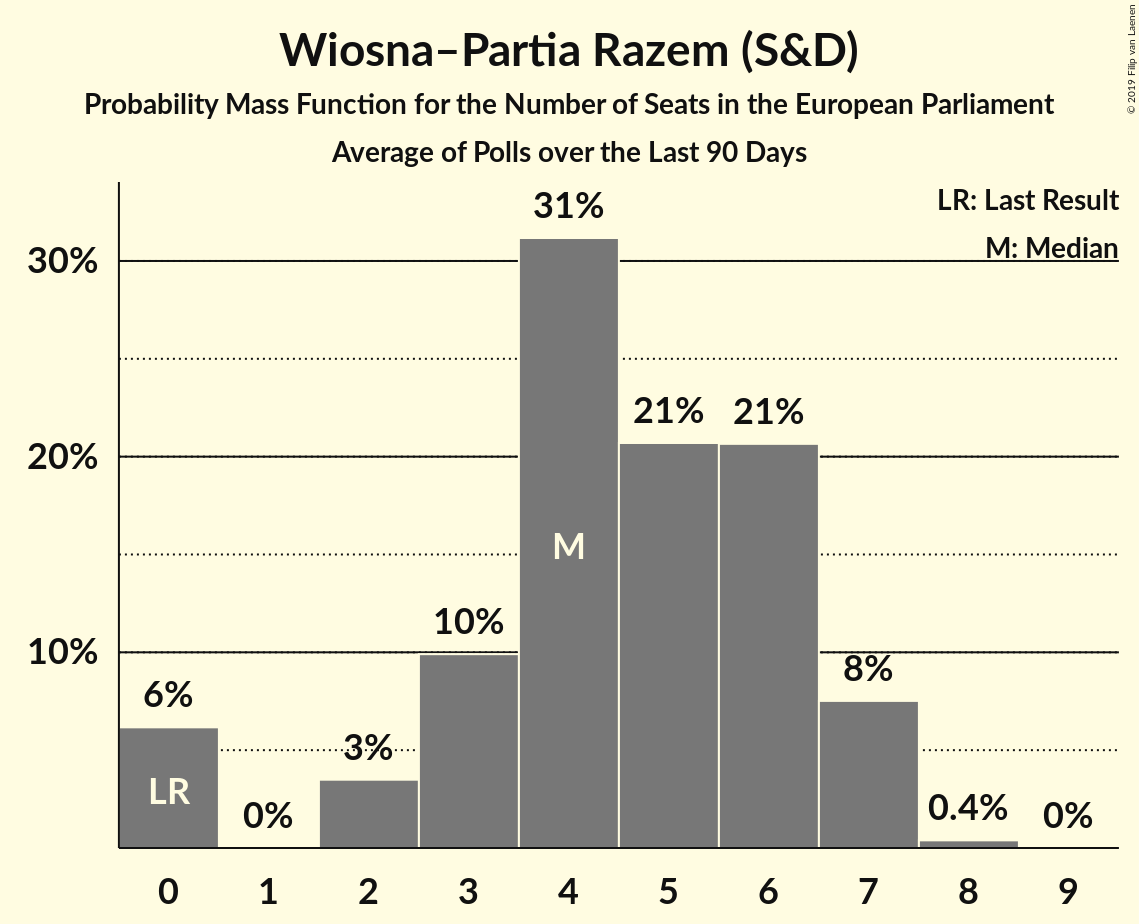 Wiosna–Partia Razem (S&D)
Probability Mass Function for the Number of Seats in the European Parliament
Average of Polls over the Last 90 Days
© 2019 Filip van Laenen
LR: Last Result
M: Median
31%
30%
21% 21%
20%
M
10%
10%
8%
6%
3%
LR
0%
0.4%
0%
0 1 2 3 4 5 6 7 8 9